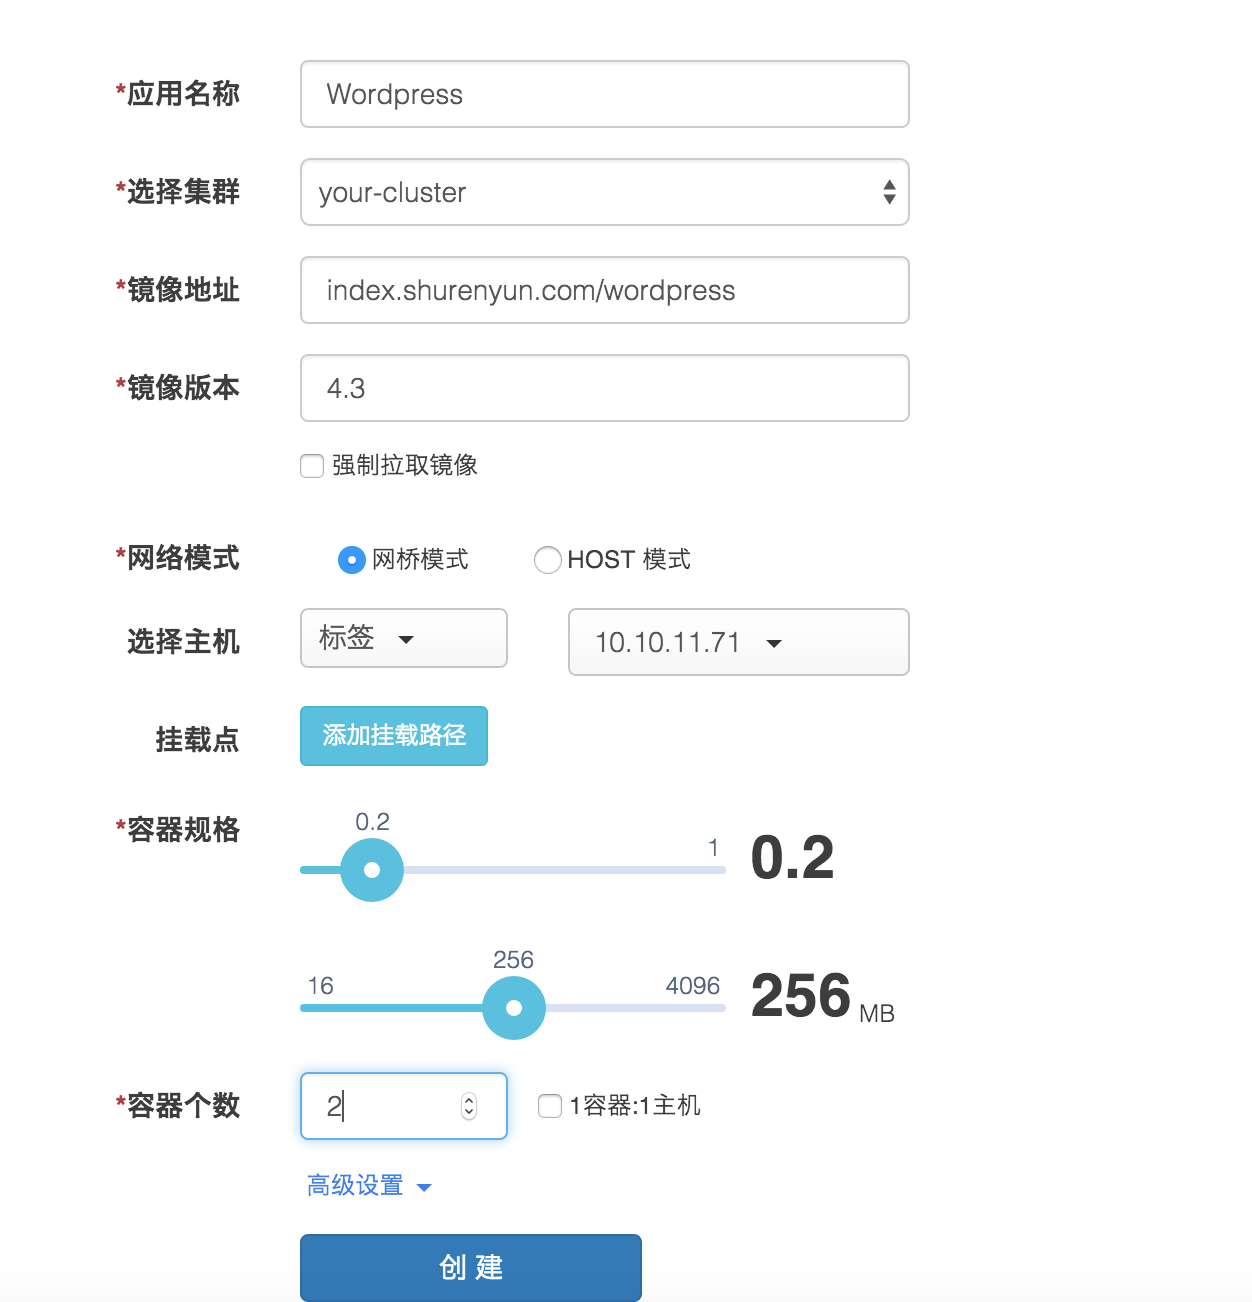 *应用名称 Wordpress
*选择集群 your-cluster
*镜像地址 index.shurenyun.com/wordpress
*镜像版本 4.3
强制拉取镜像
*网络模式 网桥模式 HOST 模式
选择主机 标签 10.10.11.71
挂载点 添加挂载路径
*容器规格 0.2 1 0.2
16 256 4096 256 MB
*容器个数 2 1容器:1主机
高级设置
创 建